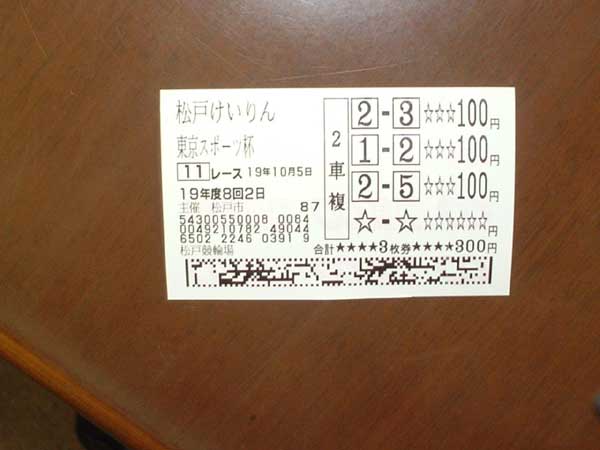 松戸けいりん
東京スポーツ杯
11 レース 19年10月5日
19年度8回2日
主催 松戸市 87
54300550008 0084
0049210782 49044
6502 2246 0391 9
松戸競輪場
2車複
2 - 3 ☆☆☆100円
1 - 2 ☆☆☆100円
2 - 5 ☆☆☆100円
☆ - ☆ ☆☆☆☆☆☆円
合計★★★★3枚券★★★★300円